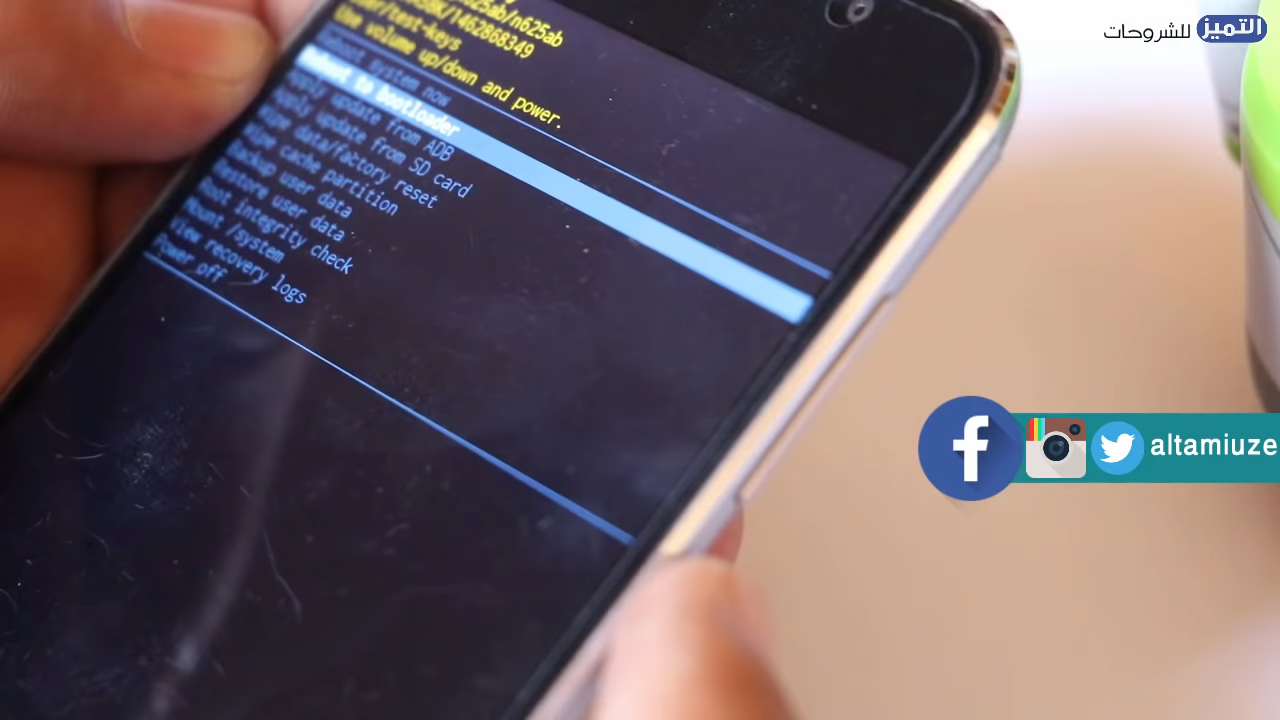 التميز للشروحات
n625ab
/1462868349
/test-keys
Use volume up/down and power.
Reboot system now
Reboot to bootloader
Apply update from ADB
Apply update from SD card
Wipe data/factory reset
Wipe cache partition
Backup user data
Restore user data
Root integrity check
Mount /system
View recovery logs
Power off
altamiuze